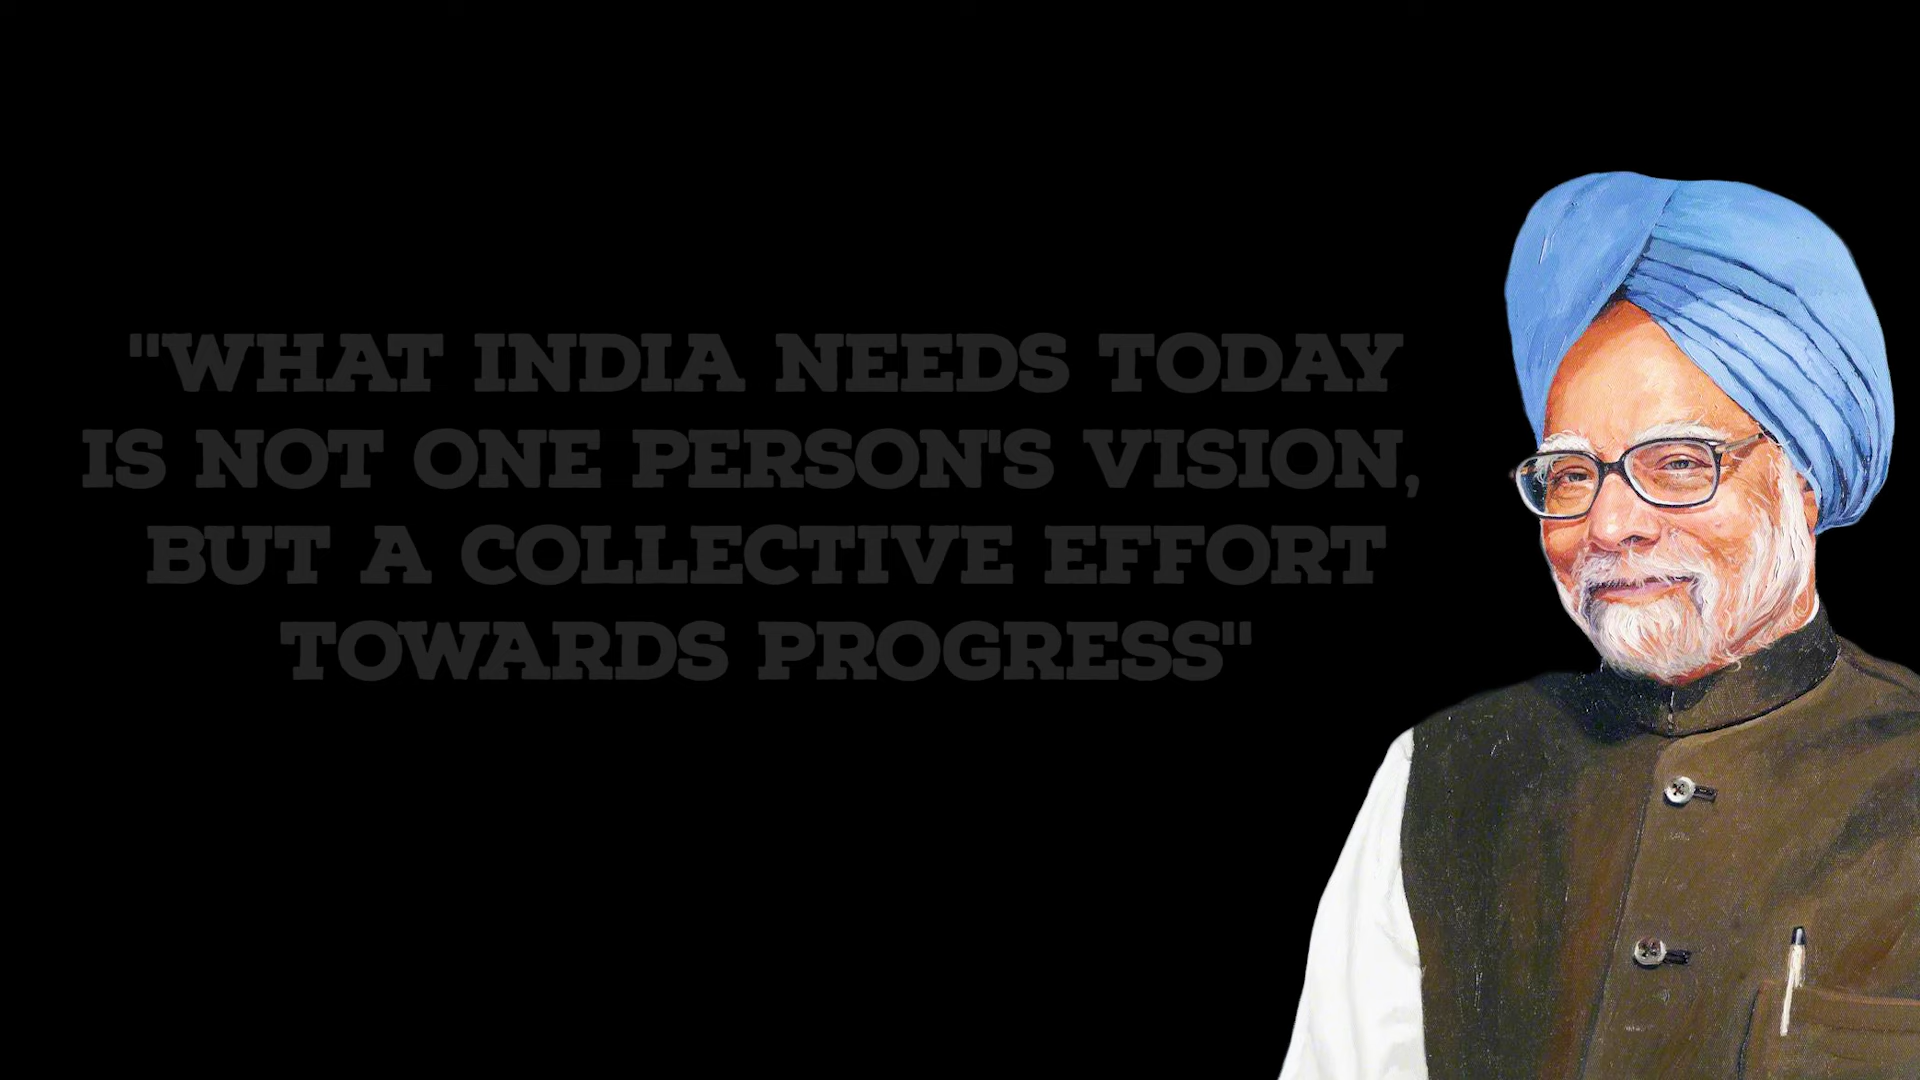 "WHAT INDIA NEEDS TODAY
IS NOT ONE PERSON'S VISION,
BUT A COLLECTIVE EFFORT
TOWARDS PROGRESS"